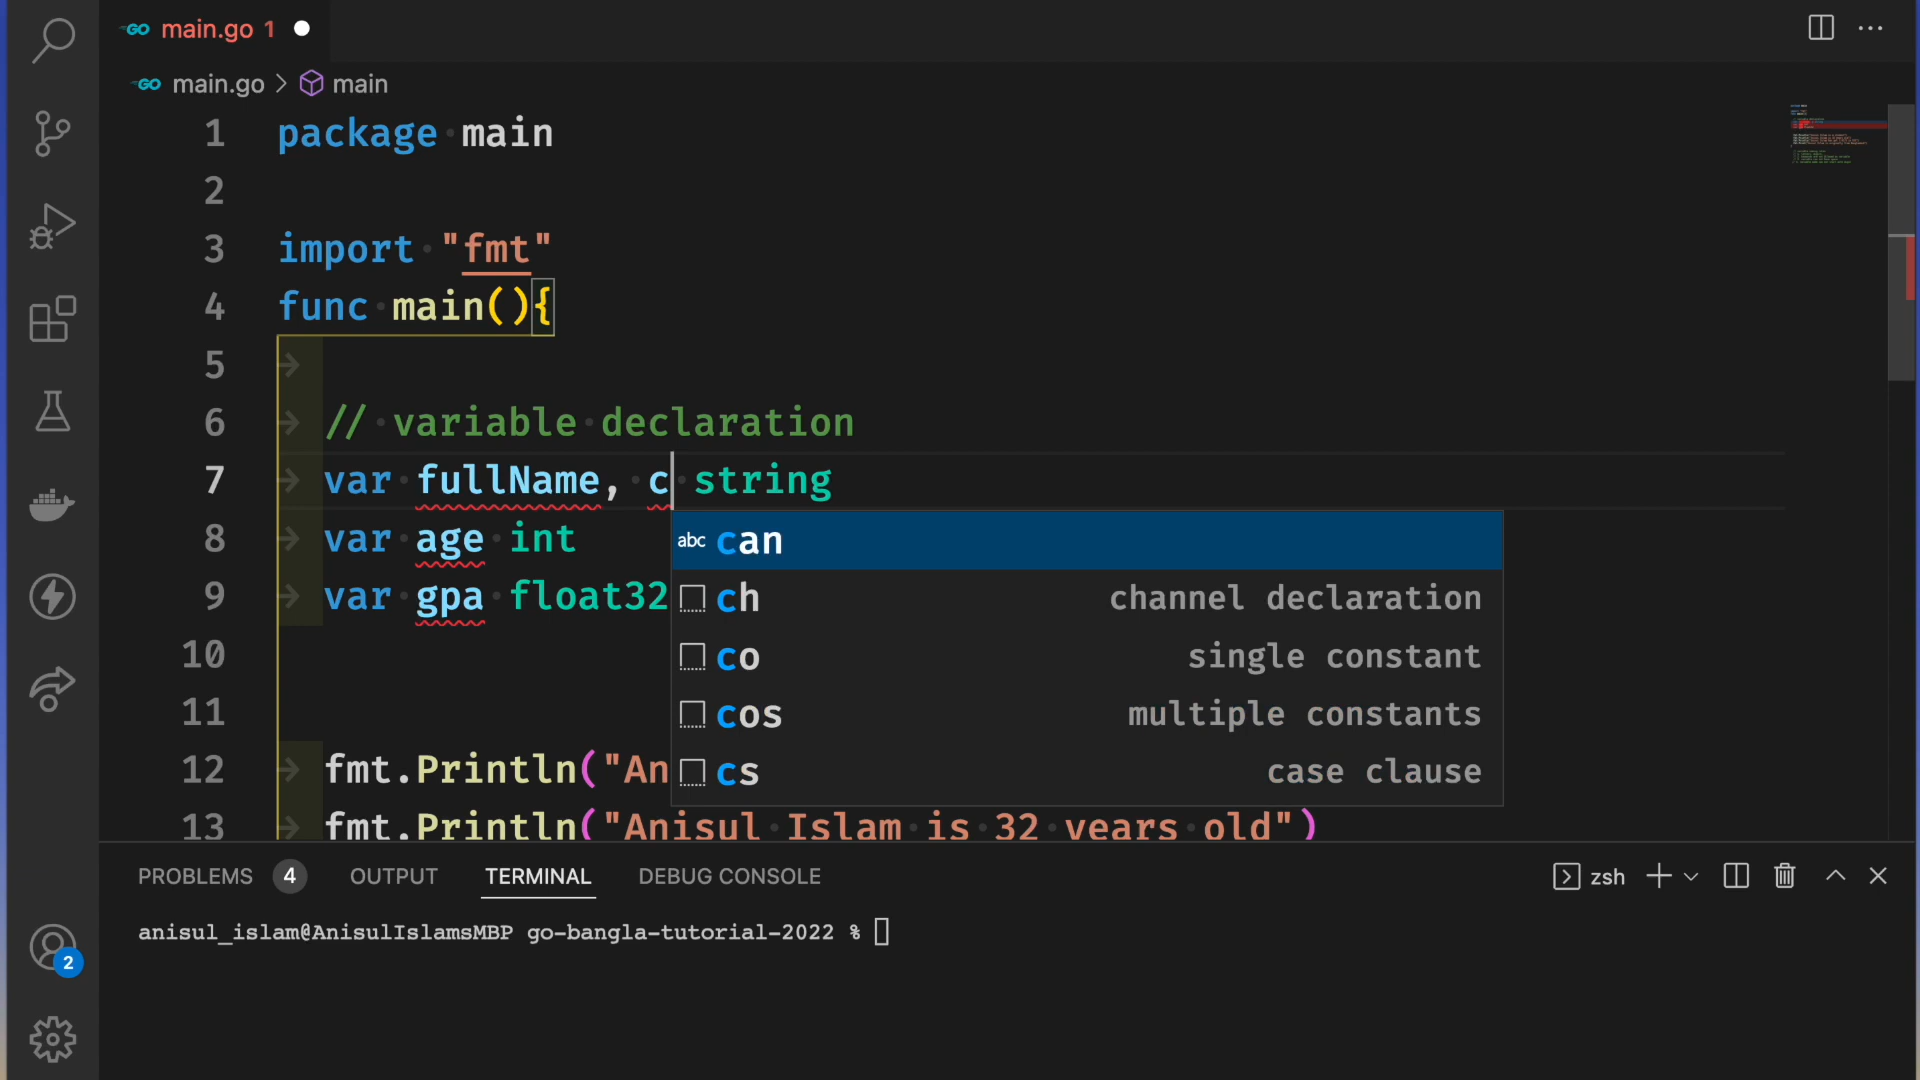 GO main.go 1
GO main.go > main
1 package main
2
3 import "fmt"
4 func main(){
5
6 // variable declaration
7 var fullName, c string
8 var age int
9 var gpa float32
10
11
12 fmt.Println("An
13 fmt.Println("Anisul Islam is 32 years old")
abc can
ch channel declaration
co single constant
cos multiple constants
cs case clause
PROBLEMS 4 OUTPUT TERMINAL DEBUG CONSOLE zsh
anisul_islam@AnisulIslamsMBP go-bangla-tutorial-2022 %
2